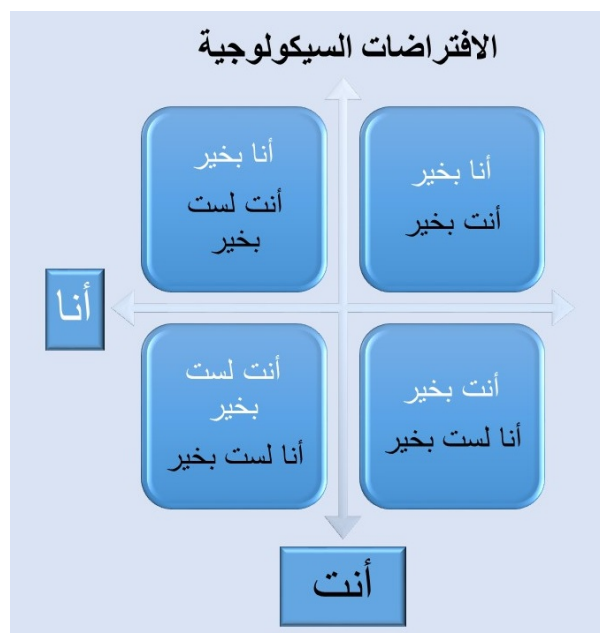 الافتراضات السيكولوجية
أنا بخير
أنت بخير
أنا بخير
أنت لست
بخير
أنا
أنت بخير
أنا لست بخير
أنت لست
بخير
أنا لست بخير
أنت